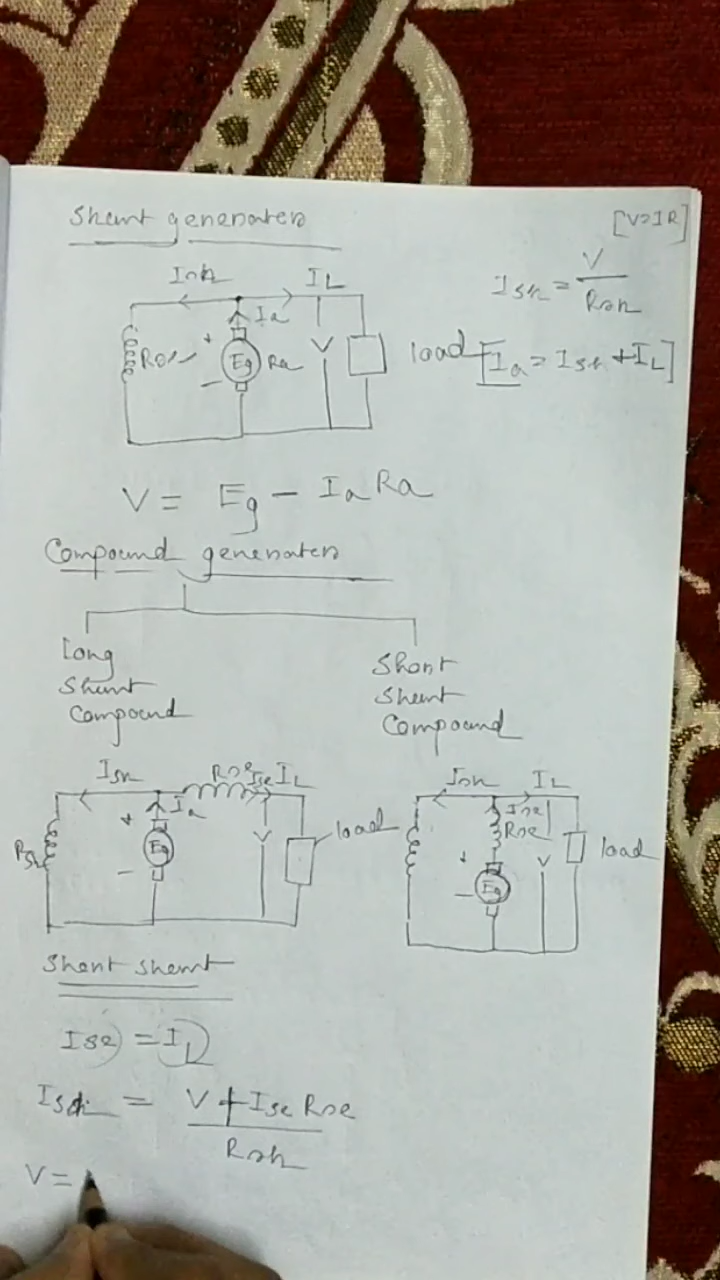 Shunt generator
[V=IR]
Ish
IL
Ish = V / Rsh
Ia
Rsh
+
Eg
Ra
V
load
[Ia = Ish + IL]
-
V = Eg - IaRa
Compound generator
Long
Shunt
Compound
Short
Shunt
Compound
Ish
Rse
Ise
IL
Ia
+
Rsh
Eg
V
load
-
Ish
IL
Ise
Rse
+
Eg
V
load
-
Short shunt
Ise = IL
Ish = V + Ise Rse / Rsh
V =